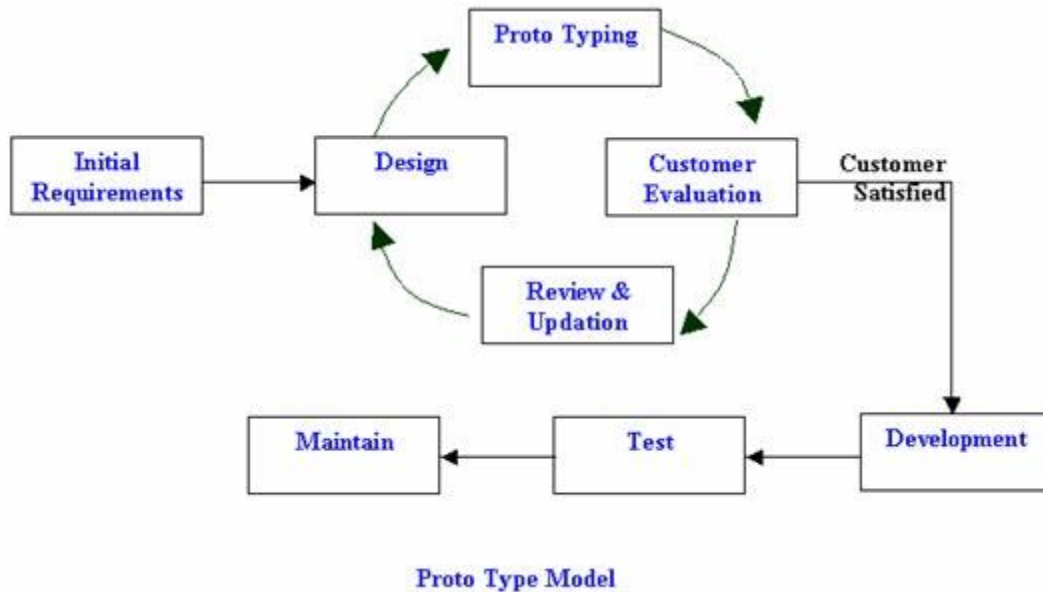 Proto Typing
Initial
Requirements
Design
Customer
Evaluation
Customer
Satisfied
Review &
Updation
Maintain
Test
Development
Proto Type Model